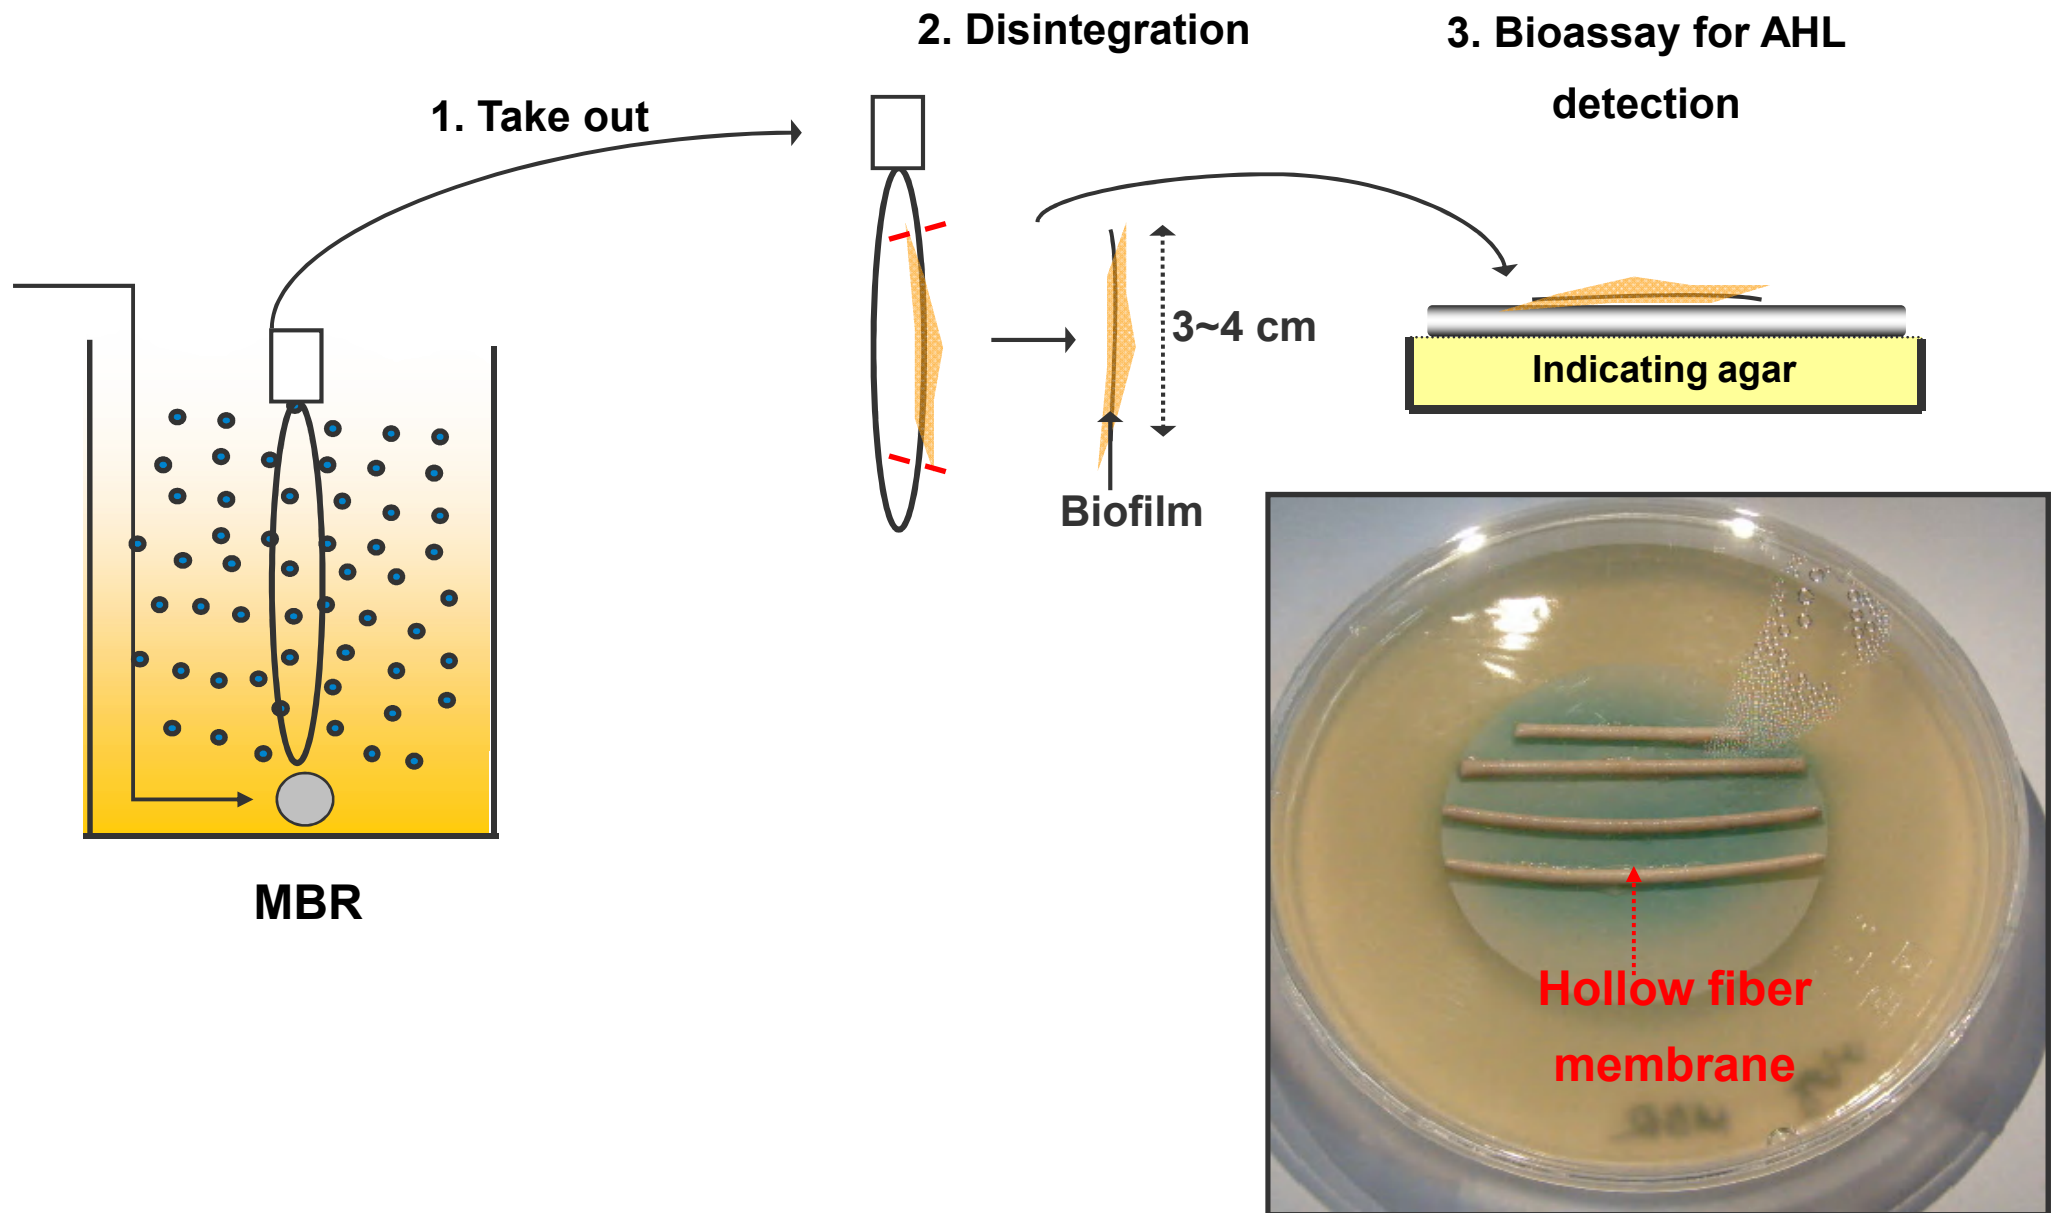 2. Disintegration
3. Bioassay for AHL
detection
1. Take out
3~4 cm
Indicating agar
Biofilm
MBR
Hollow fiber
membrane